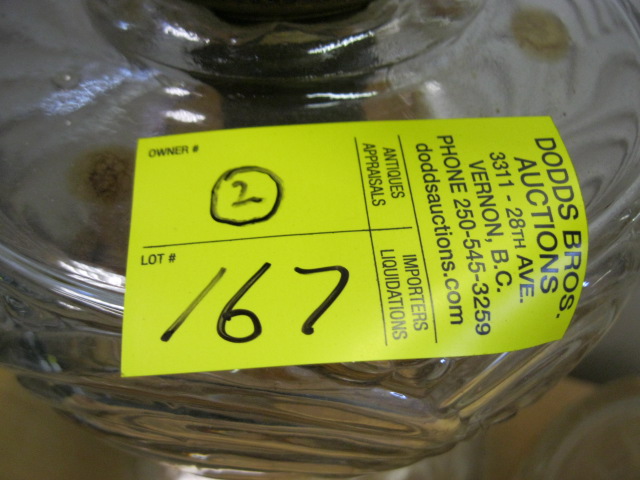 OWNER #
2
LOT #
167
ANTIQUES
APPRAISALS
IMPORTERS
LIQUIDATIONS
DODDS BROS.
AUCTIONS
3311 - 28TH AVE.
VERNON, B.C.
PHONE 250-545-3259
doddsauctions.com